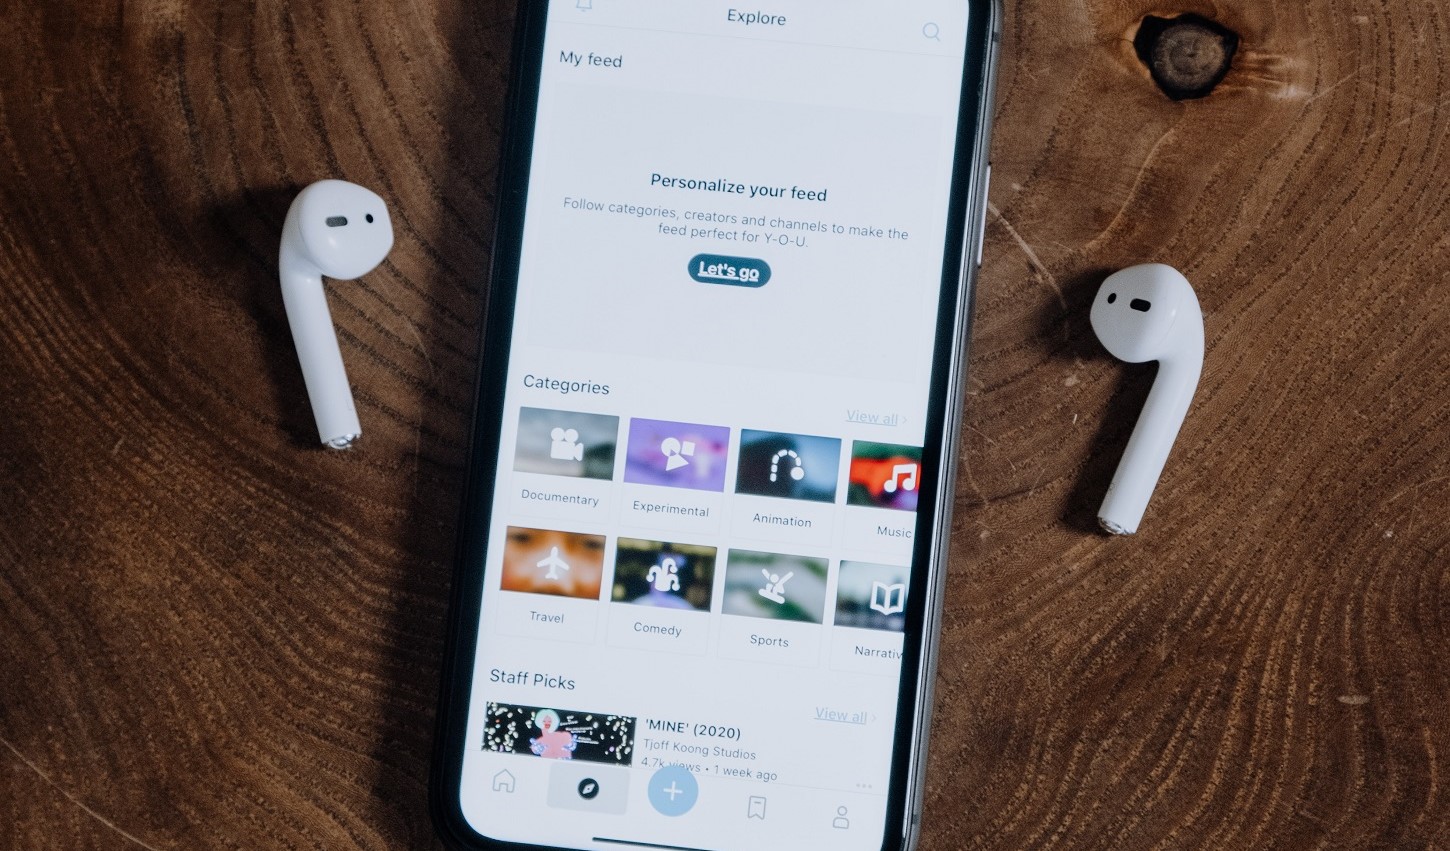 Explore
My feed
Personalize your feed
Follow categories, creators and channels to make the
feed perfect for Y-O-U.
Let's go
Categories
View all
Documentary
Experimental
Animation
Music
Travel
Comedy
Sports
Narrativ
Staff Picks
View all
'MINE' (2020)
Tjoff Koong Studios
4.7k views • 1 week ago